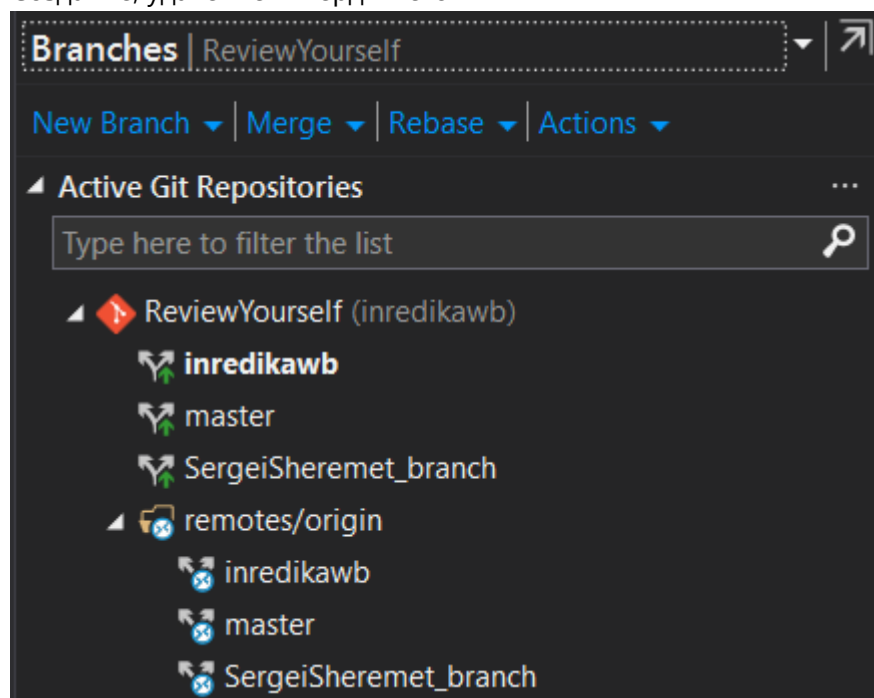 Branches | ReviewYourself
New Branch | Merge | Rebase | Actions
Active Git Repositories ...
Type here to filter the list
ReviewYourself (inredikawb)
inredikawb
master
SergeiSheremet_branch
remotes/origin
inredikawb
master
SergeiSheremet_branch